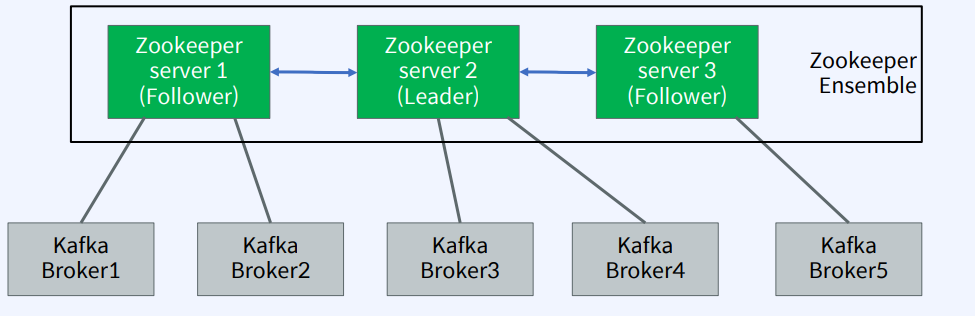 Zookeeper
server 1
(Follower)
Zookeeper
server 2
(Leader)
Zookeeper
server 3
(Follower)
Zookeeper
Ensemble
Kafka
Broker1
Kafka
Broker2
Kafka
Broker3
Kafka
Broker4
Kafka
Broker5